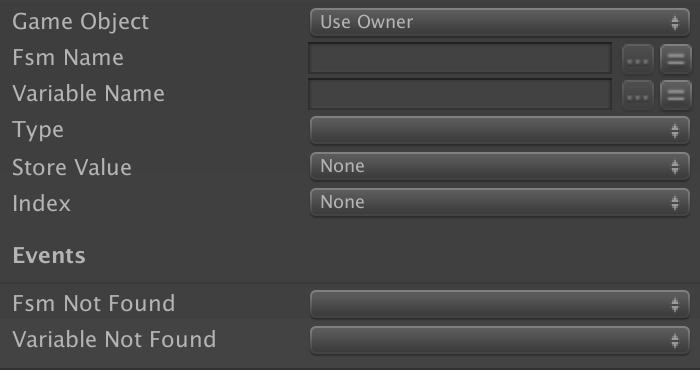 Game Object Use Owner
Fsm Name
Variable Name
Type
Store Value None
Index None
Events
Fsm Not Found
Variable Not Found